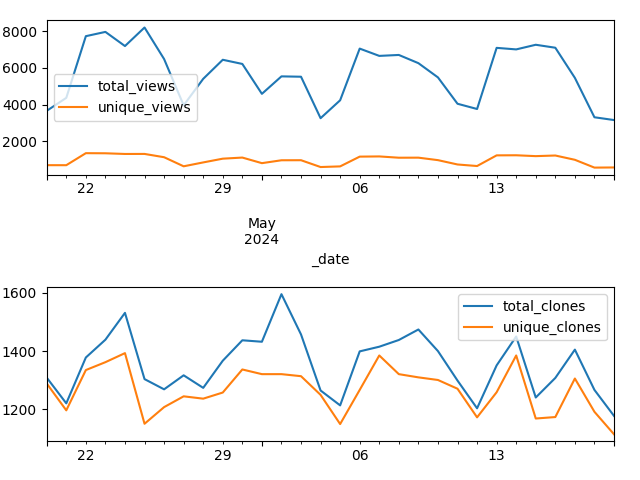 8000
6000
4000
2000
total_views
unique_views
22
29
06
13
May
2024
_date
1600
1400
1200
total_clones
unique_clones
22
29
06
13